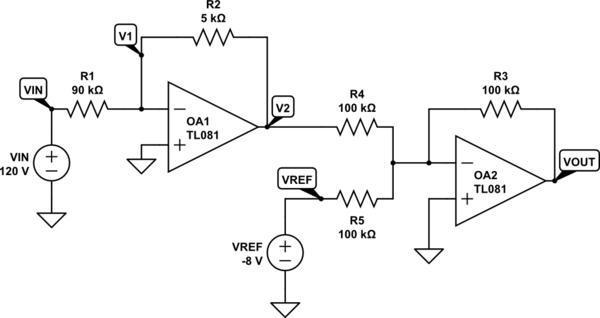 R2
5 kΩ
V1
R1
90 kΩ
VIN
−
+
OA1
TL081
V2
+
−
VIN
120 V
R4
100 kΩ
R3
100 kΩ
−
+
OA2
TL081
VOUT
VREF
R5
100 kΩ
+
−
VREF
-8 V